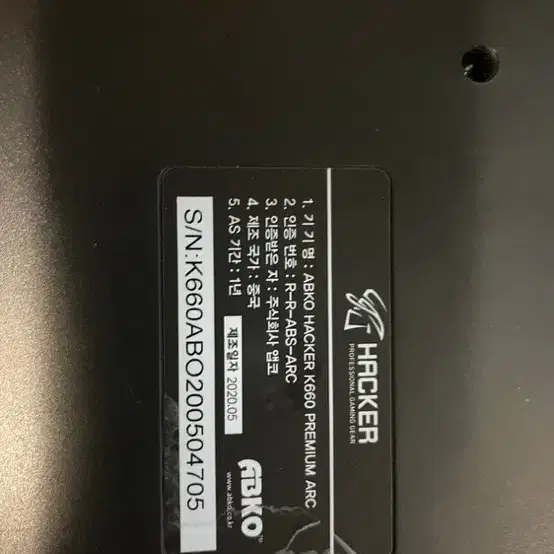 HACKER
PROFESSIONAL GAMING GEAR
1. 기 기 명 : ABKO HACKER K660 PREMIUM ARC
2. 인증 번호 : R-R-ABS-ARC
3. 인증받은 자 : 주식회사 앱코
4. 제조 국가 : 중국
5. AS 기간 : 1년
제조일자 2020.05
ABKO™
www.abko.co.kr
S/N:K660ABO200504705